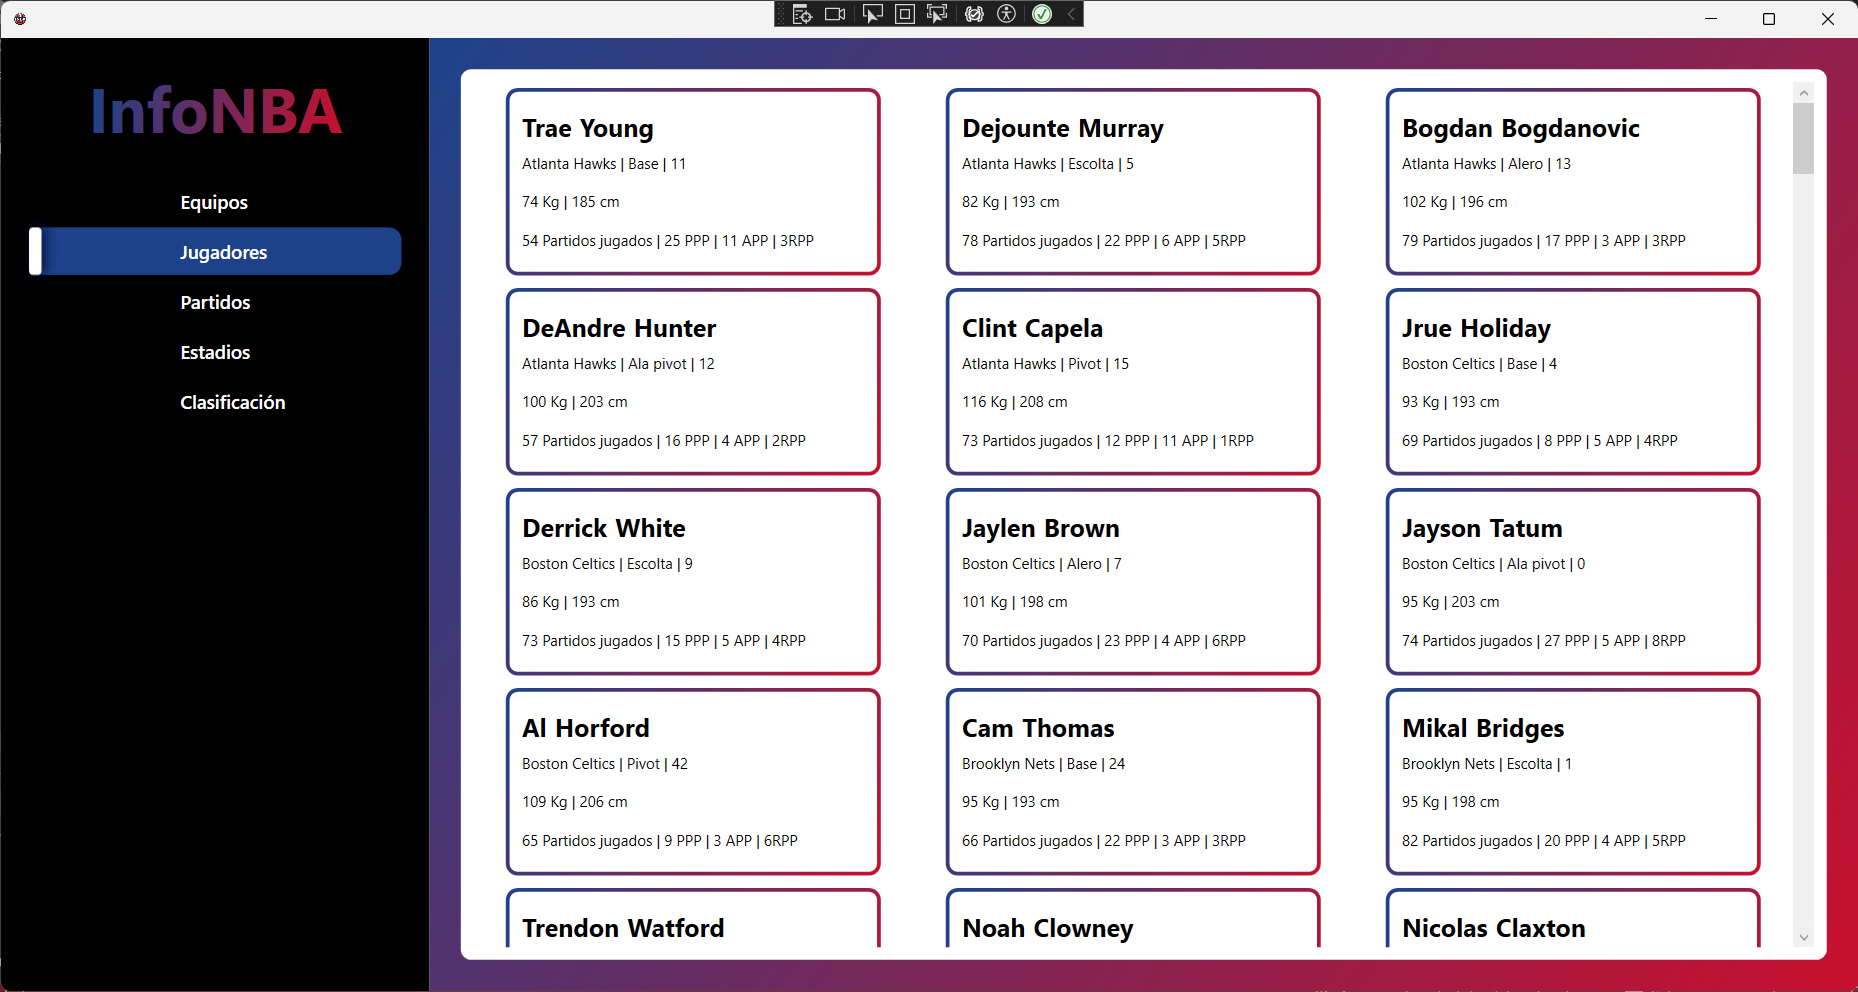 InfoNBA
Equipos
Jugadores
Partidos
Estadios
Clasificación
Trae Young
Atlanta Hawks | Base | 11
74 Kg | 185 cm
54 Partidos jugados | 25 PPP | 11 APP | 3RPP
Dejounte Murray
Atlanta Hawks | Escolta | 5
82 Kg | 193 cm
78 Partidos jugados | 22 PPP | 6 APP | 5RPP
Bogdan Bogdanovic
Atlanta Hawks | Alero | 13
102 Kg | 196 cm
79 Partidos jugados | 17 PPP | 3 APP | 3RPP
DeAndre Hunter
Atlanta Hawks | Ala pivot | 12
100 Kg | 203 cm
57 Partidos jugados | 16 PPP | 4 APP | 2RPP
Clint Capela
Atlanta Hawks | Pivot | 15
116 Kg | 208 cm
73 Partidos jugados | 12 PPP | 11 APP | 1RPP
Jrue Holiday
Boston Celtics | Base | 4
93 Kg | 193 cm
69 Partidos jugados | 8 PPP | 5 APP | 4RPP
Derrick White
Boston Celtics | Escolta | 9
86 Kg | 193 cm
73 Partidos jugados | 15 PPP | 5 APP | 4RPP
Jaylen Brown
Boston Celtics | Alero | 7
101 Kg | 198 cm
70 Partidos jugados | 23 PPP | 4 APP | 6RPP
Jayson Tatum
Boston Celtics | Ala pivot | 0
95 Kg | 203 cm
74 Partidos jugados | 27 PPP | 5 APP | 8RPP
Al Horford
Boston Celtics | Pivot | 42
109 Kg | 206 cm
65 Partidos jugados | 9 PPP | 3 APP | 6RPP
Cam Thomas
Brooklyn Nets | Base | 24
95 Kg | 193 cm
66 Partidos jugados | 22 PPP | 3 APP | 3RPP
Mikal Bridges
Brooklyn Nets | Escolta | 1
95 Kg | 198 cm
82 Partidos jugados | 20 PPP | 4 APP | 5RPP
Trendon Watford
Noah Clowney
Nicolas Claxton